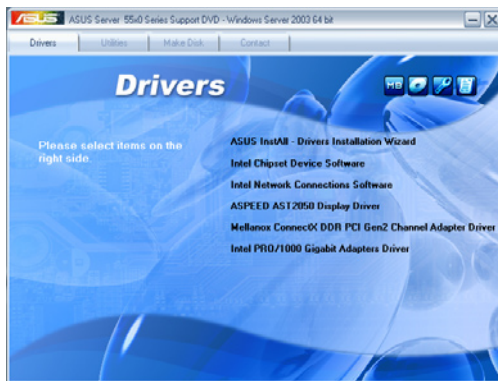 ASUS ASUS Server 55x0 Series Support DVD - Windows Server 2003 64 bit
Drivers Utilities Make Disk Contact
Drivers
MB
Please select items on the
right side.
ASUS InstAll - Drivers Installation Wizard
Intel Chipset Device Software
Intel Network Connections Software
ASPEED AST2050 Display Driver
Mellanox ConnectX DDR PCI Gen2 Channel Adapter Driver
Intel PRO/1000 Gigabit Adapters Driver